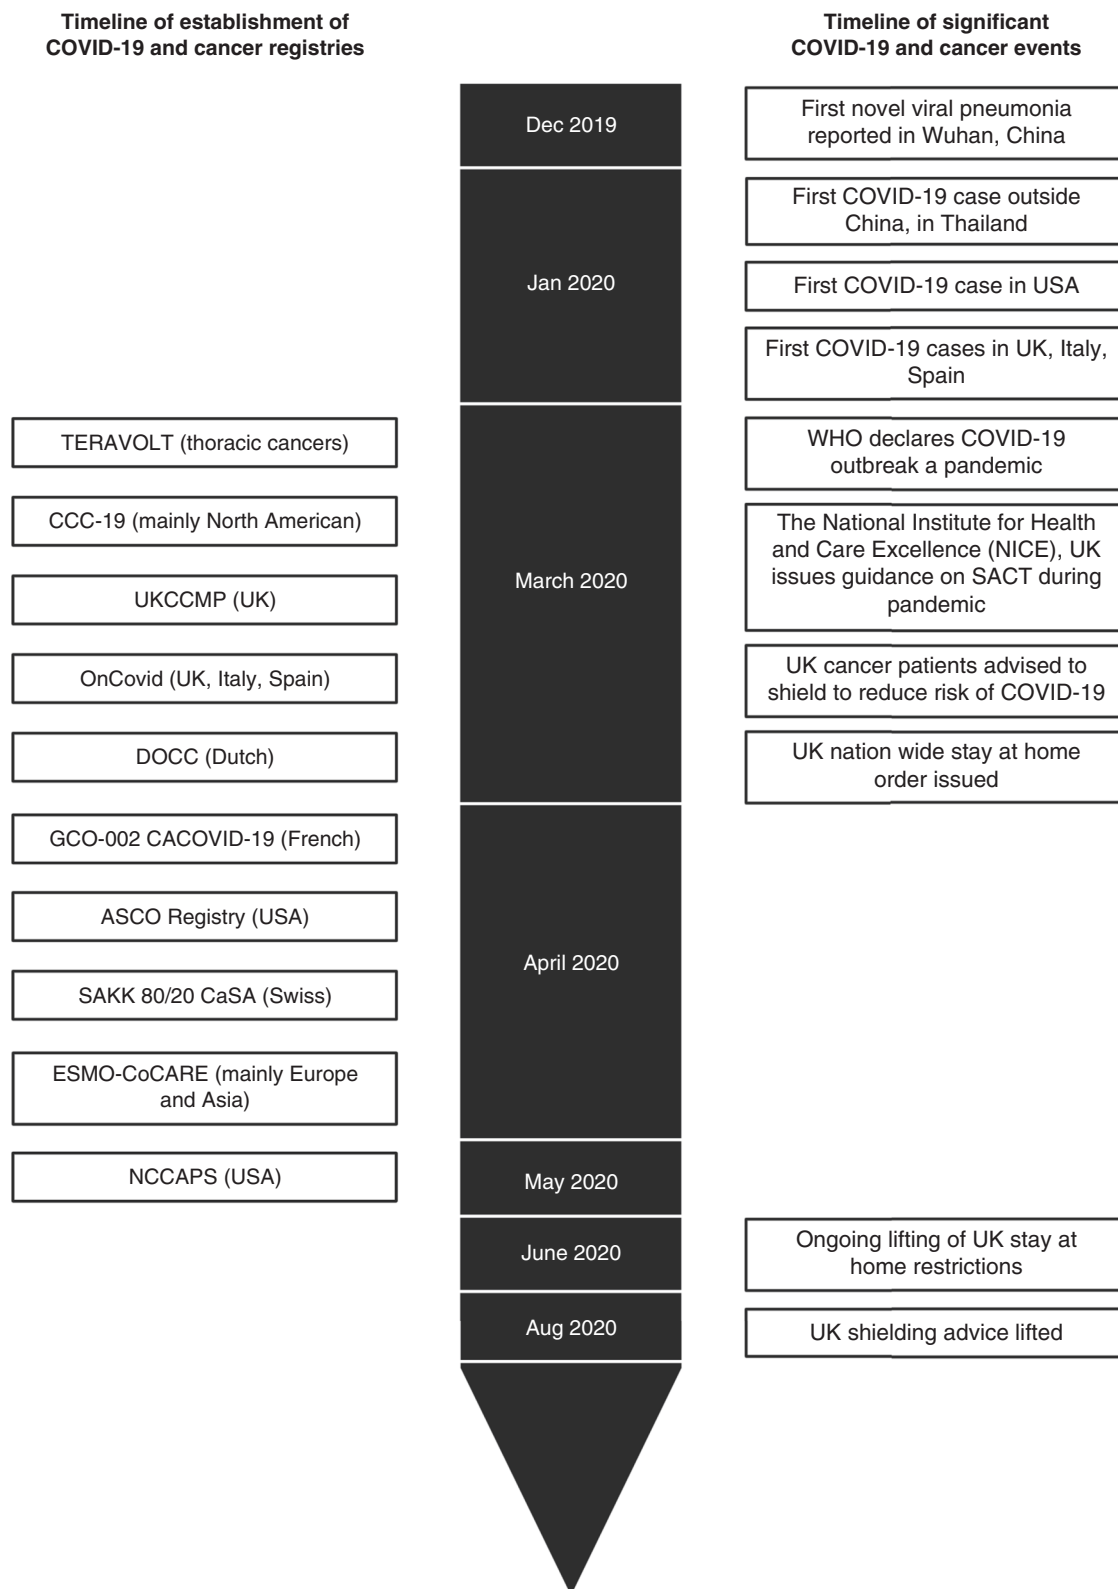 Timeline of establishment of
COVID-19 and cancer registries
Timeline of significant
COVID-19 and cancer events
Dec 2019
First novel viral pneumonia
reported in Wuhan, China
Jan 2020
First COVID-19 case outside
China, in Thailand
First COVID-19 case in USA
First COVID-19 cases in UK, Italy,
Spain
TERAVOLT (thoracic cancers)
CCC-19 (mainly North American)
UKCCMP (UK)
OnCovid (UK, Italy, Spain)
DOCC (Dutch)
March 2020
WHO declares COVID-19
outbreak a pandemic
The National Institute for Health
and Care Excellence (NICE), UK
issues guidance on SACT during
pandemic
UK cancer patients advised to
shield to reduce risk of COVID-19
UK nation wide stay at home
order issued
GCO-002 CACOVID-19 (French)
ASCO Registry (USA)
SAKK 80/20 CaSA (Swiss)
ESMO-CoCARE (mainly Europe
and Asia)
April 2020
NCCAPS (USA)
May 2020
June 2020
Ongoing lifting of UK stay at
home restrictions
Aug 2020
UK shielding advice lifted